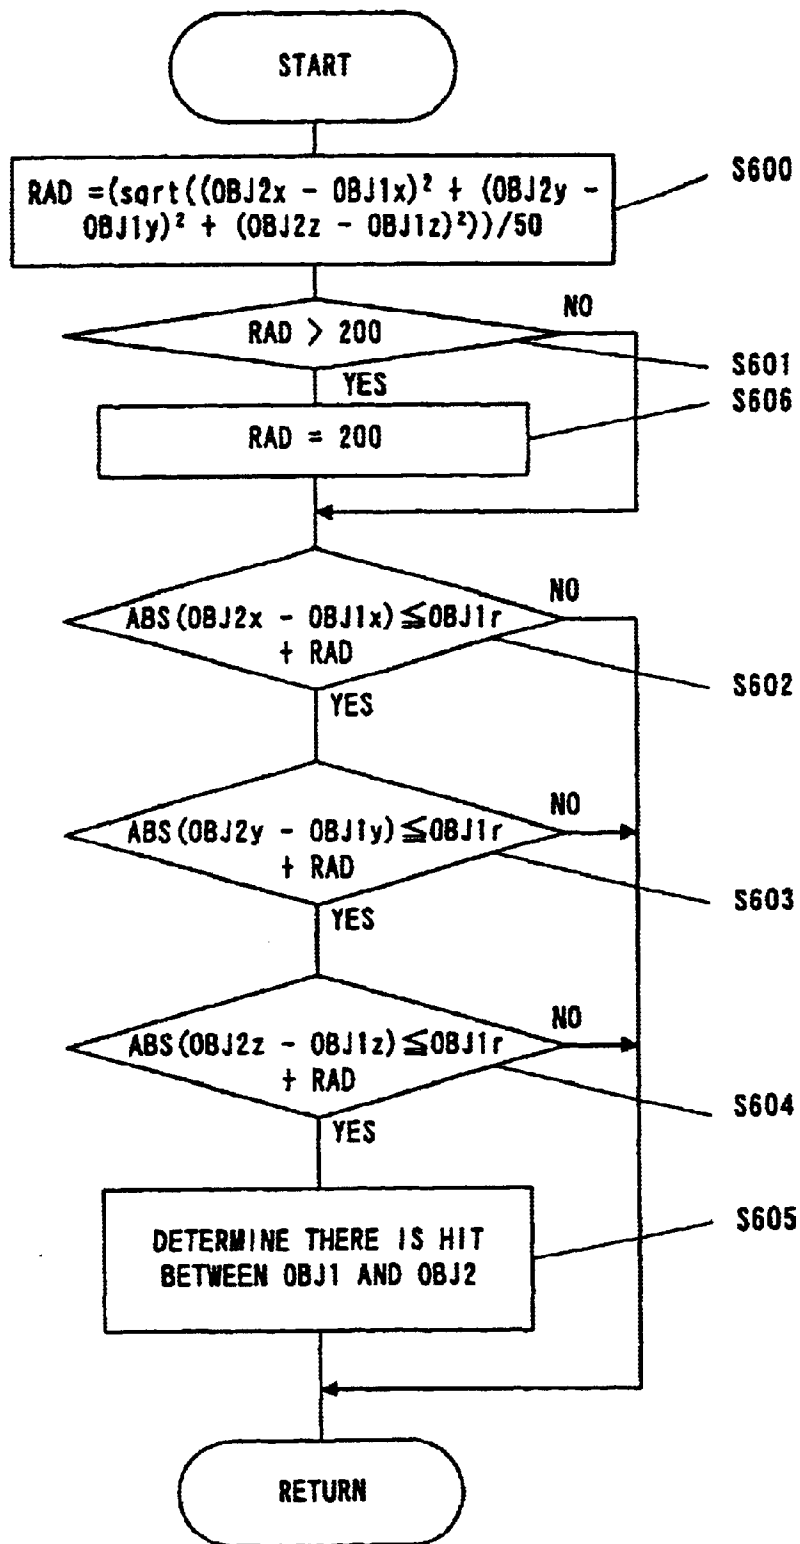 START
RAD =(sqrt((OBJ2x - OBJ1x)² + (OBJ2y -
OBJ1y)² + (OBJ2z - OBJ1z)²))/50
S600
RAD > 200
NO
S601
YES
RAD = 200
S606
ABS(OBJ2x - OBJ1x)≦OBJ1r
+ RAD
NO
S602
YES
ABS(OBJ2y - OBJ1y)≦OBJ1r
+ RAD
NO
S603
YES
ABS(OBJ2z - OBJ1z)≦OBJ1r
+ RAD
NO
S604
YES
DETERMINE THERE IS HIT
BETWEEN OBJ1 AND OBJ2
S605
RETURN